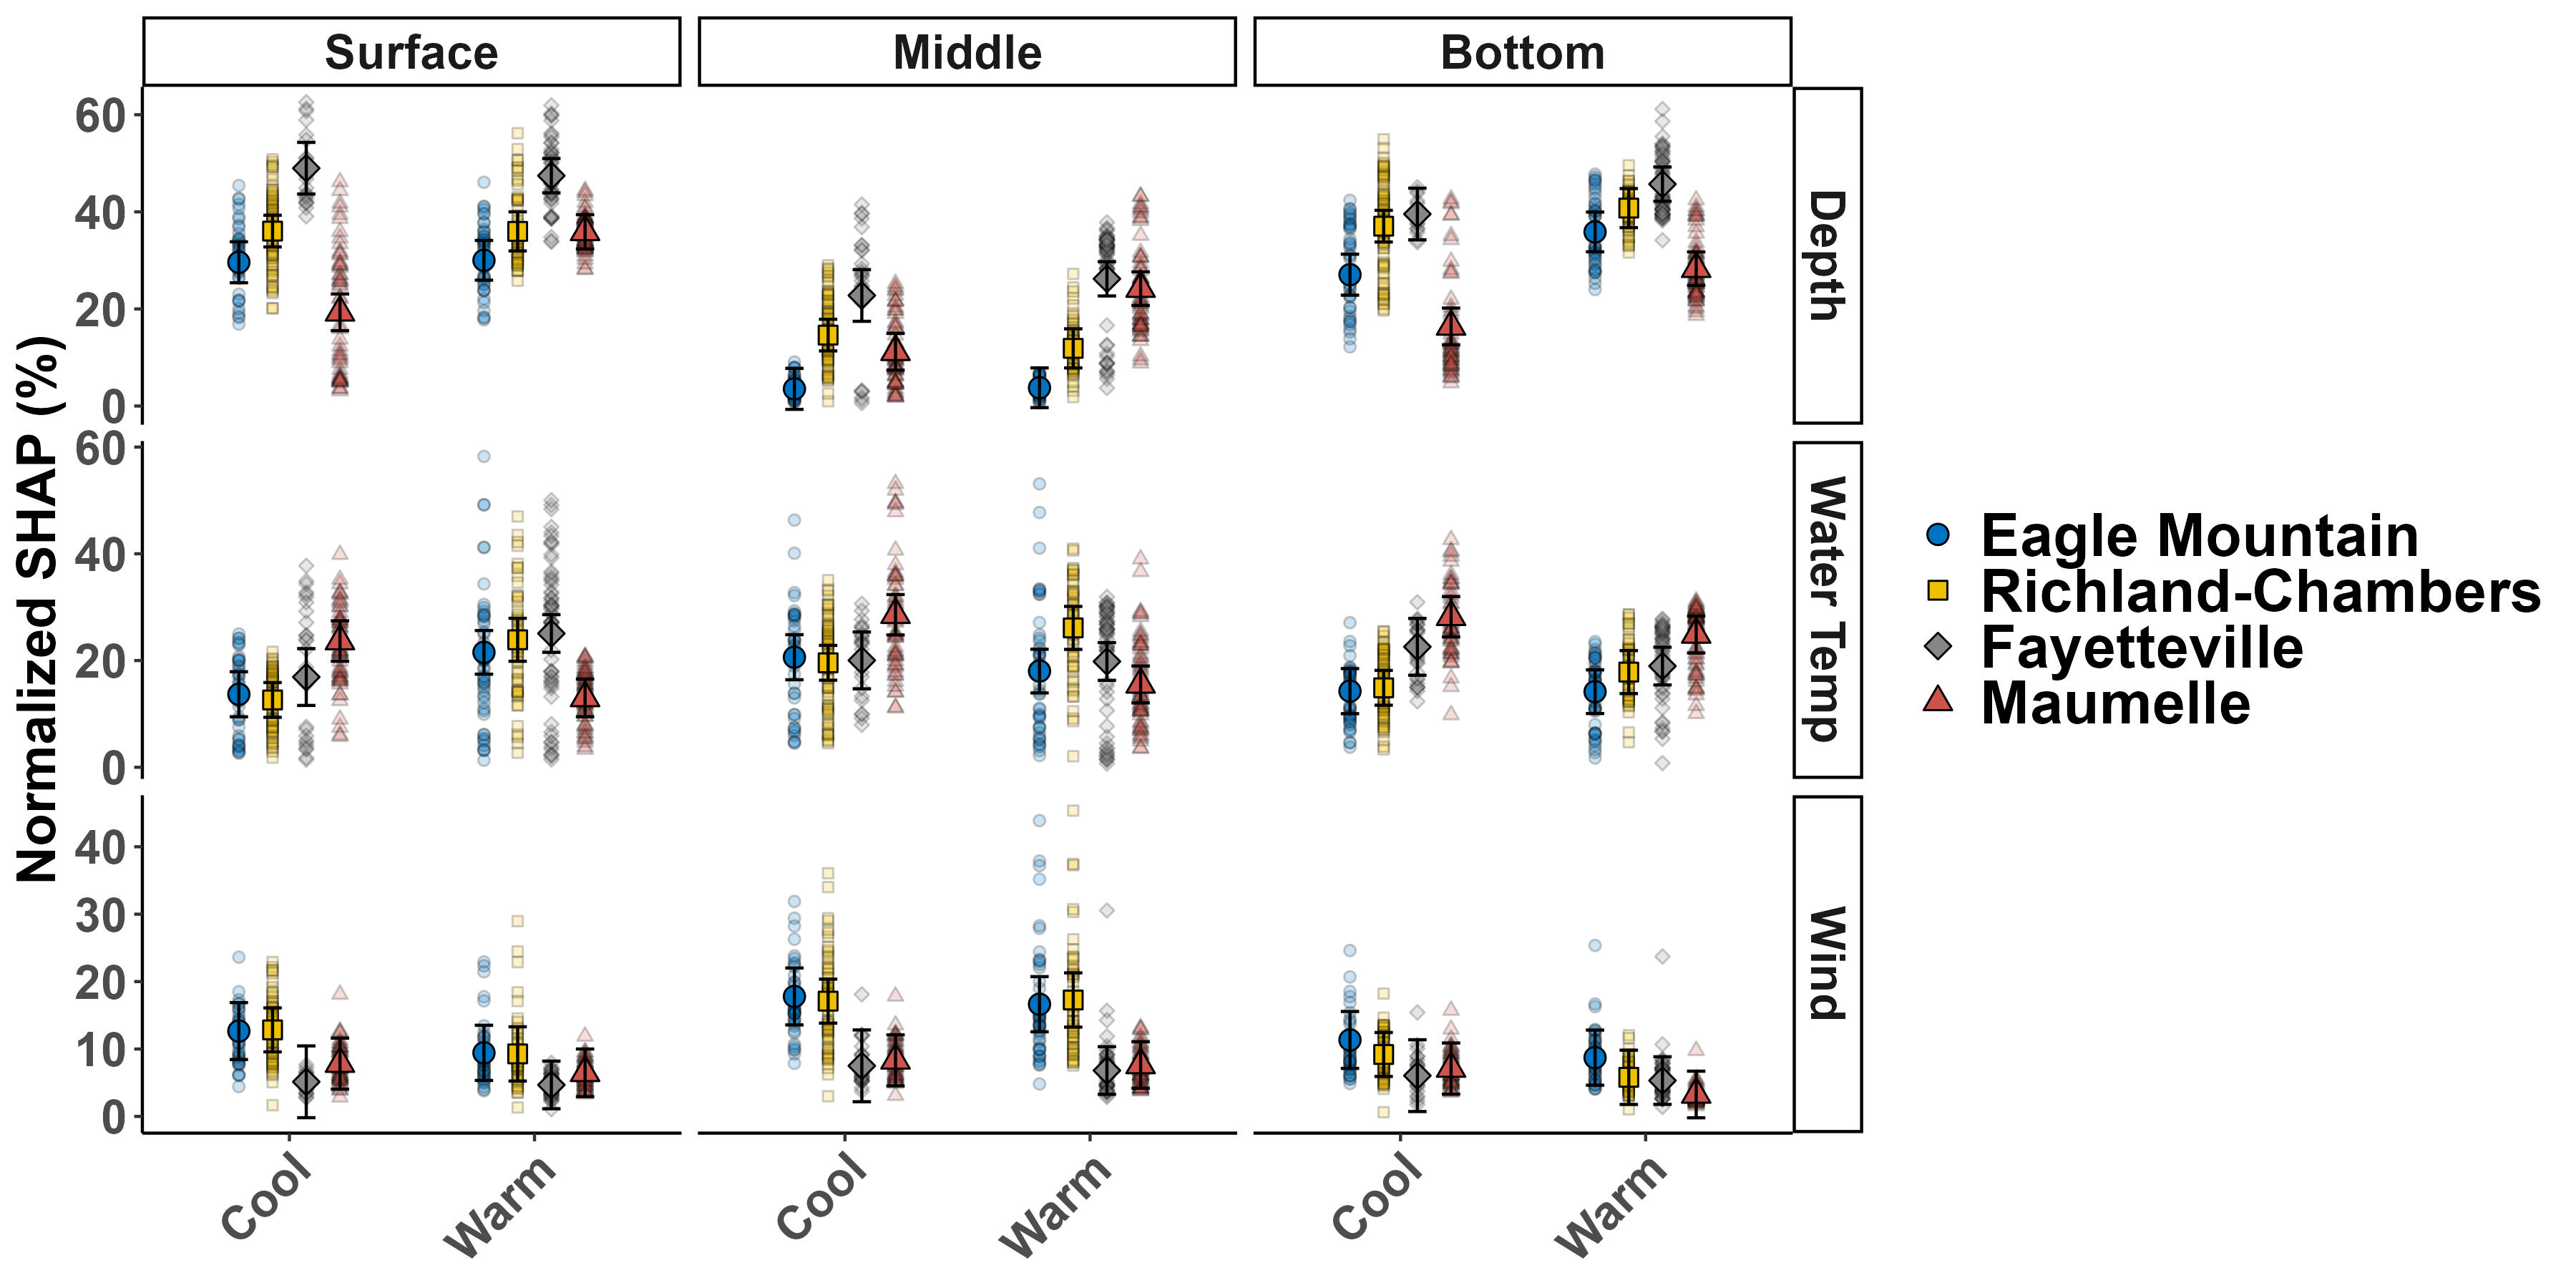 Surface
Middle
Bottom
Normalized SHAP (%)
60
40
20
0
Depth
60
40
20
0
Water Temp
40
30
20
10
0
Wind
Cool
Warm
Cool
Warm
Cool
Warm
Eagle Mountain
Richland-Chambers
Fayetteville
Maumelle